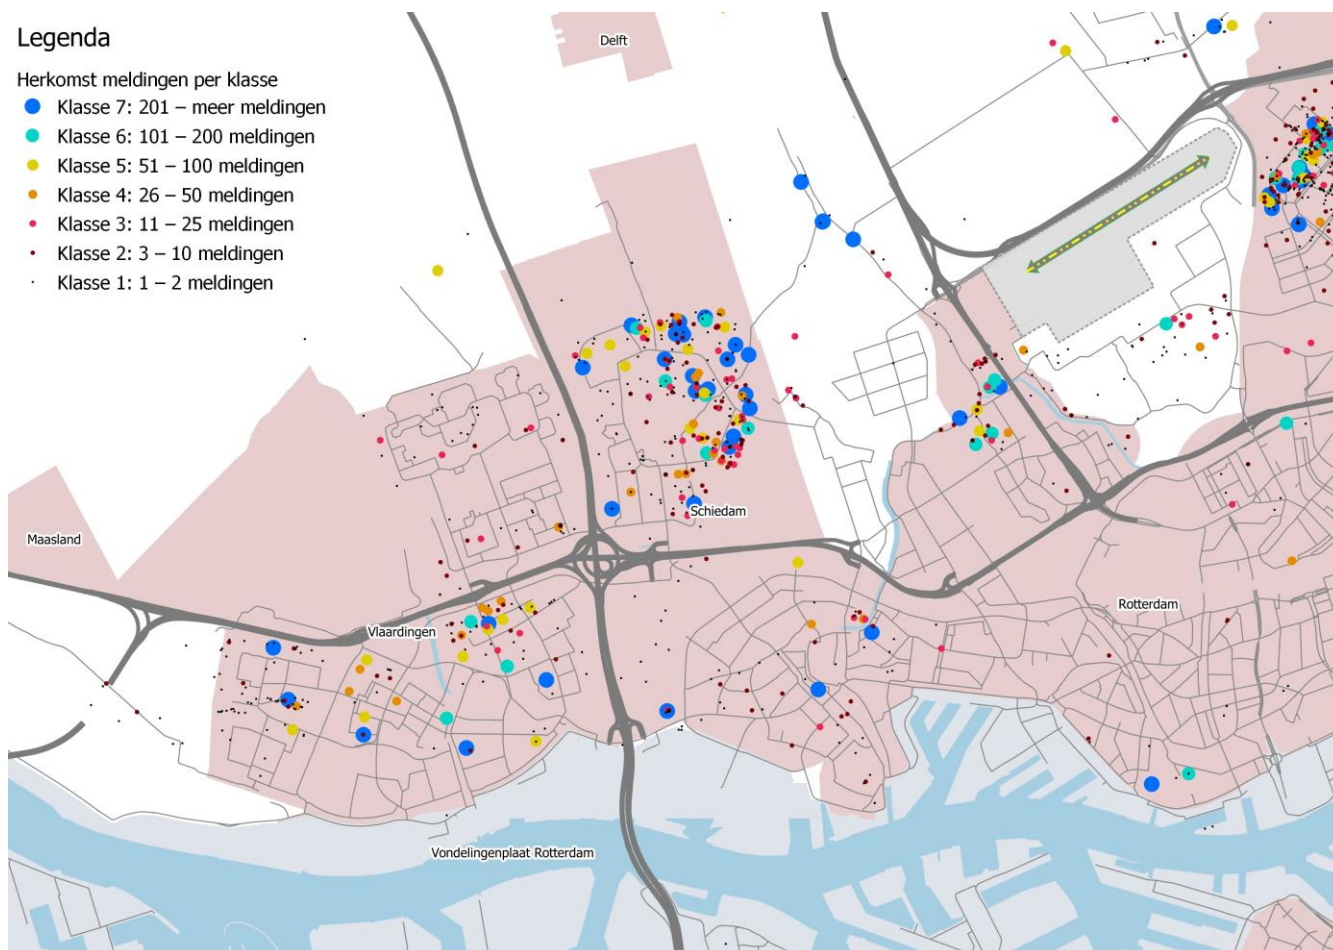 Legenda
Herkomst meldingen per klasse
Klasse 7: 201 – meer meldingen
Klasse 6: 101 – 200 meldingen
Klasse 5: 51 – 100 meldingen
Klasse 4: 26 – 50 meldingen
Klasse 3: 11 – 25 meldingen
Klasse 2: 3 – 10 meldingen
Klasse 1: 1 – 2 meldingen
Delft
Schiedam
Maasland
Rotterdam
Vlaardingen
Vondelingenplaat Rotterdam